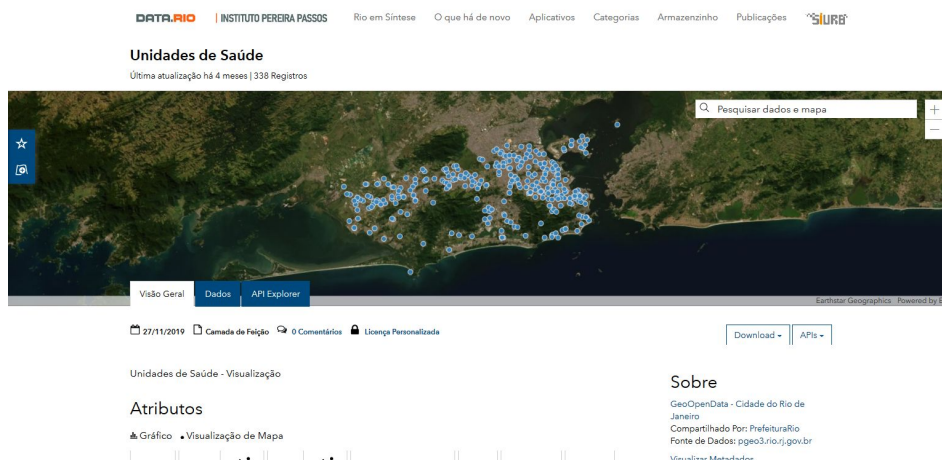 DATA.RIO | INSTITUTO PEREIRA PASSOS Rio em Síntese O que há de novo Aplicativos Categorias Armazenzinho Publicações SIURB
Unidades de Saúde
Última atualização há 4 meses | 338 Registros
Pesquisar dados e mapa
Visão Geral Dados API Explorer
Earthstar Geographics Powered by E
27/11/2019 Camada de Feição 0 Comentários Licença Personalizada
Download APIs
Unidades de Saúde - Visualização
Sobre
Atributos
GeoOpenData - Cidade do Rio de
Janeiro
Compartilhado Por: PrefeituraRio
Gráfico Visualização de Mapa
Fonte de Dados: pgeo3.rio.rj.gov.br
Visualizar Metadados